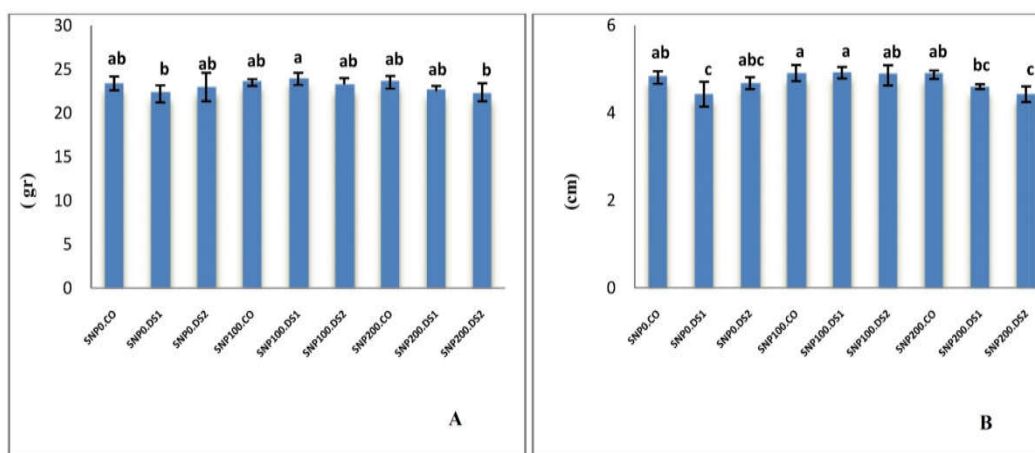 30
25
20
15
10
5
0
( gr)
ab
b
ab
ab
a
ab
ab
ab
b
SNP0.CO
SNP0.DS1
SNP0.DS2
SNP100.CO
SNP100.DS1
SNP100.DS2
SNP200.CO
SNP200.DS1
SNP200.DS2
A
6
4
2
0
(cm)
ab
c
abc
a
a
ab
ab
bc
c
SNP0.CO
SNP0.DS1
SNP0.DS2
SNP100.CO
SNP100.DS1
SNP100.DS2
SNP200.CO
SNP200.DS1
SNP200.DS2
B